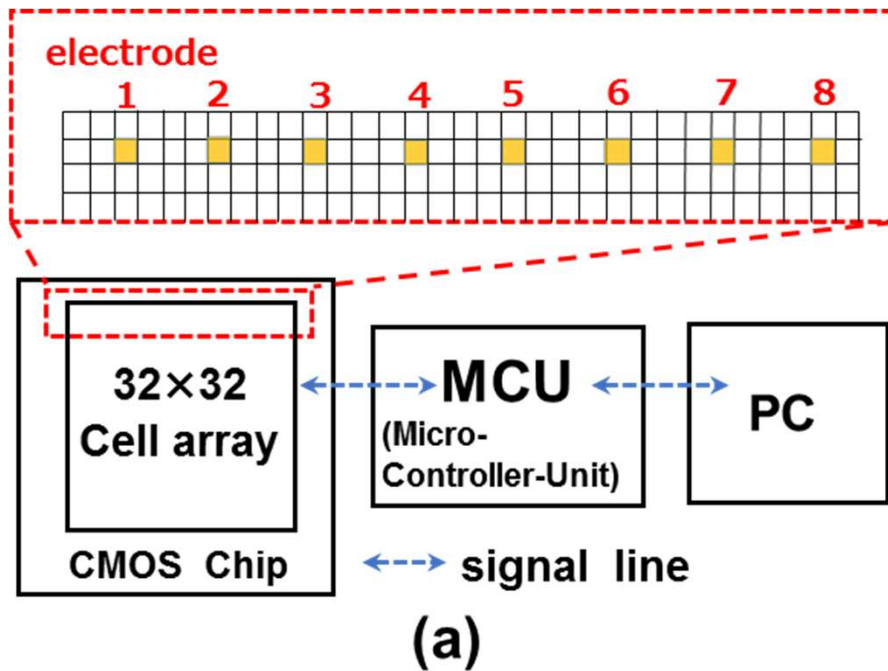 electrode
1 2 3 4 5 6 7 8
32×32
Cell array
CMOS Chip
MCU
(Micro-
Controller-Unit)
PC
signal line
(a)